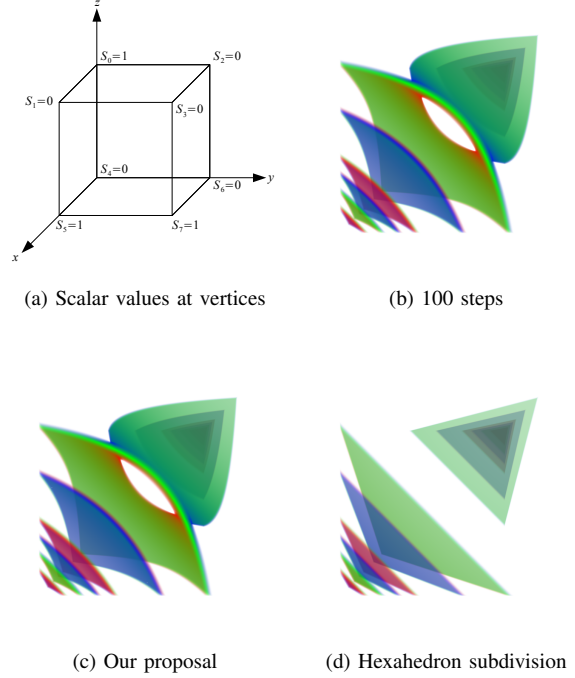 z
S₀=1
S₂=0
S₁=0
S₃=0
S₄=0
y
S₆=0
S₅=1
S₇=1
x
(a) Scalar values at vertices
(b) 100 steps
(c) Our proposal
(d) Hexahedron subdivision